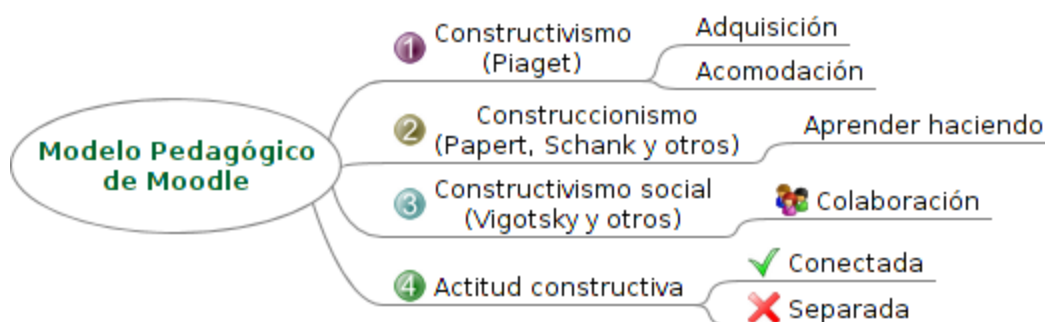 Modelo Pedagógico
de Moodle
1 Constructivismo
(Piaget)
Adquisición
Acomodación
2 Construccionismo
(Papert, Schank y otros)
Aprender haciendo
3 Constructivismo social
(Vigotsky y otros)
Colaboración
4 Actitud constructiva
Conectada
Separada